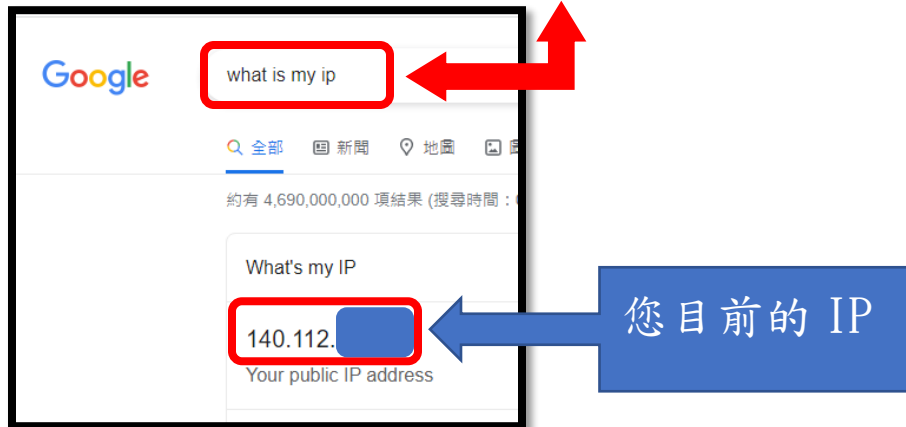 Google
what is my ip
全部 新聞 地圖
約有 4,690,000,000 項結果 (搜尋時間：
What's my IP
140.112.
Your public IP address
您目前的 IP